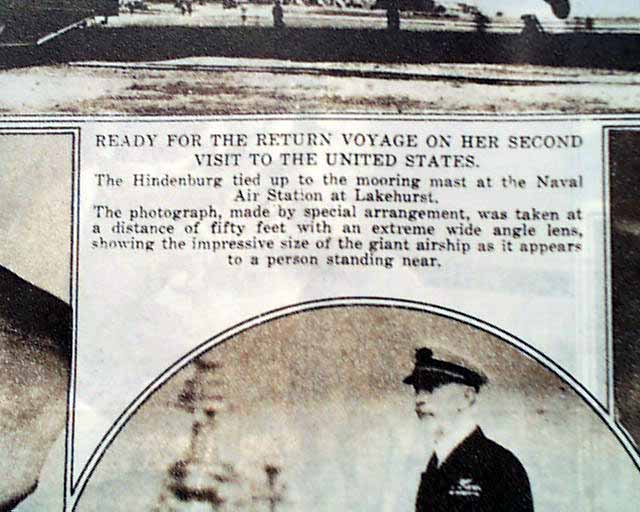 READY FOR THE RETURN VOYAGE ON HER SECOND
VISIT TO THE UNITED STATES.
The Hindenburg tied up to the mooring mast at the Naval
Air Station at Lakehurst.
The photograph, made by special arrangement, was taken at
a distance of fifty feet with an extreme wide angle lens,
showing the impressive size of the giant airship as it appears
to a person standing near.